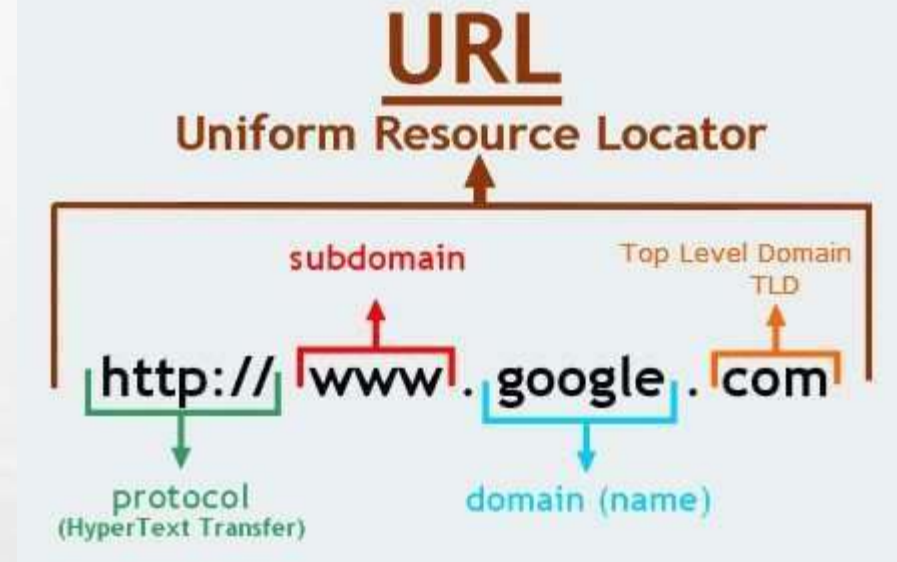 URL
Uniform Resource Locator
subdomain
Top Level Domain
TLD
http:// www . google . com
protocol
(HyperText Transfer)
domain (name)